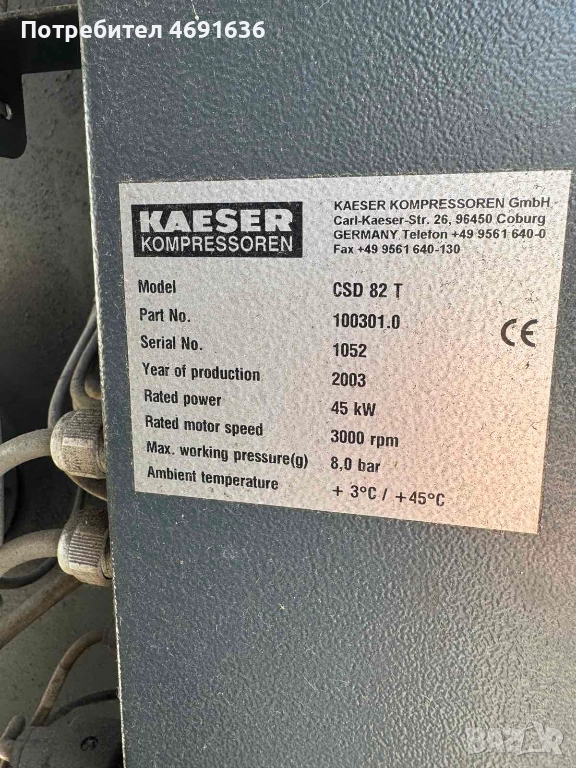 Потребител 4691636
KAESER
KOMPRESSOREN
KAESER KOMPRESSOREN GmbH
Carl-Kaeser-Str. 26, 96450 Coburg
GERMANY Telefon +49 9561 640-0
Fax +49 9561 640-130
Model CSD 82 T
Part No. 100301.0
Serial No. 1052
Year of production 2003
Rated power 45 kW
Rated motor speed 3000 rpm
Max. working pressure(g) 8,0 bar
Ambient temperature + 3°C / +45°C
CE
BAZAR